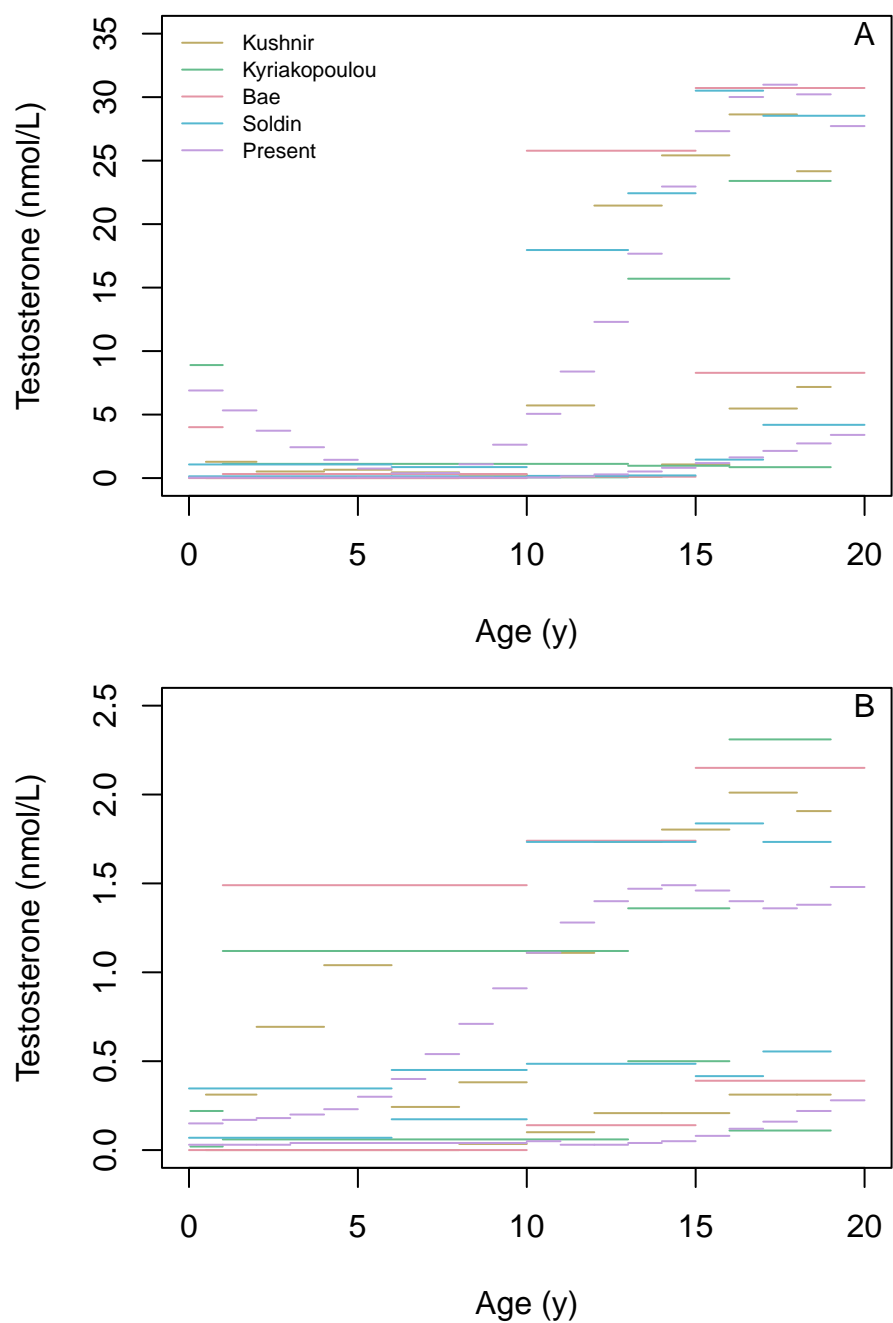 A
Kushnir
Kyriakopoulou
Bae
Soldin
Present
Testosterone (nmol/L)
35
30
25
20
15
10
5
0
0 5 10 15 20
Age (y)
B
Testosterone (nmol/L)
2.5
2.0
1.5
1.0
0.5
0.0
0 5 10 15 20
Age (y)